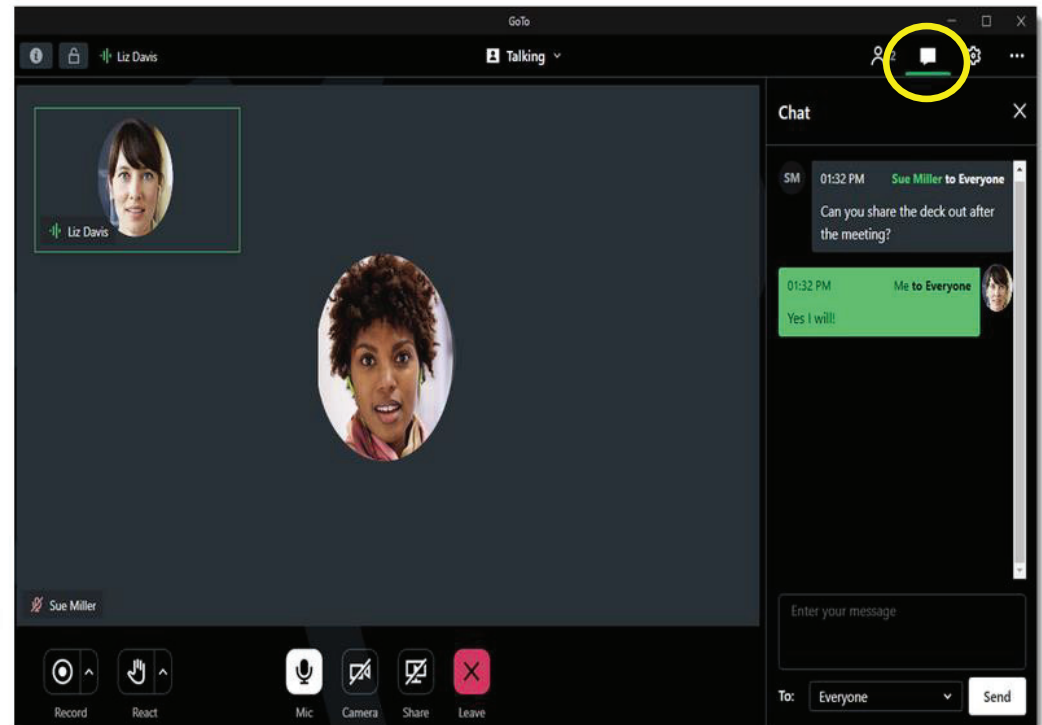 GoTo
Liz Davis
Talking
2
Chat
SM
01:32 PM Sue Miller to Everyone
Can you share the deck out after
the meeting?
01:32 PM Me to Everyone
Yes I will!
Liz Davis
Sue Miller
Enter your message
To: Everyone Send
Record React Mic Camera Share Leave